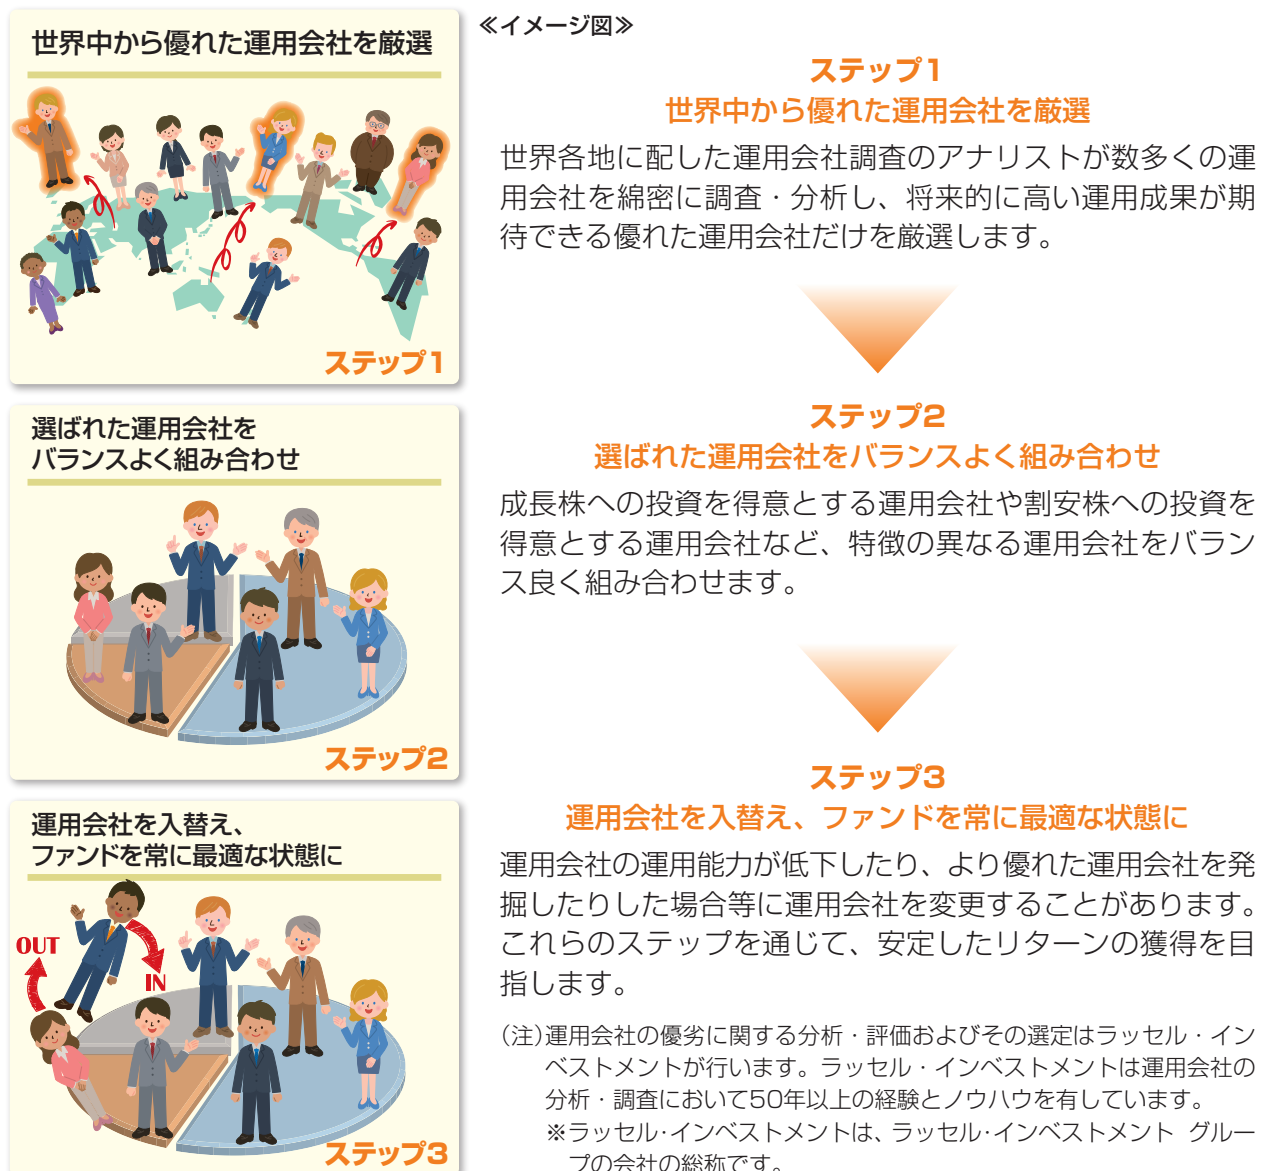 世界中から優れた運用会社を厳選
ステップ1
選ばれた運用会社を
バランスよく組み合わせ
ステップ2
運用会社を入替え、
ファンドを常に最適な状態に
OUT
IN
ステップ3
≪イメージ図≫
ステップ1
世界中から優れた運用会社を厳選
世界各地に配した運用会社調査のアナリストが数多くの運
用会社を綿密に調査・分析し、将来的に高い運用成果が期
待できる優れた運用会社だけを厳選します。
ステップ2
選ばれた運用会社をバランスよく組み合わせ
成長株への投資を得意とする運用会社や割安株への投資を
得意とする運用会社など、特徴の異なる運用会社をバラン
ス良く組み合わせます。
ステップ3
運用会社を入替え、ファンドを常に最適な状態に
運用会社の運用能力が低下したり、より優れた運用会社を発
掘したりした場合等に運用会社を変更することがあります。
これらのステップを通じて、安定したリターンの獲得を目
指します。
（注）運用会社の優劣に関する分析・評価およびその選定はラッセル・イン
ベストメントが行います。ラッセル・インベストメントは運用会社の
分析・調査において50年以上の経験とノウハウを有しています。
※ラッセル・インベストメントは、ラッセル・インベストメント グルー
プの会社の総称です。